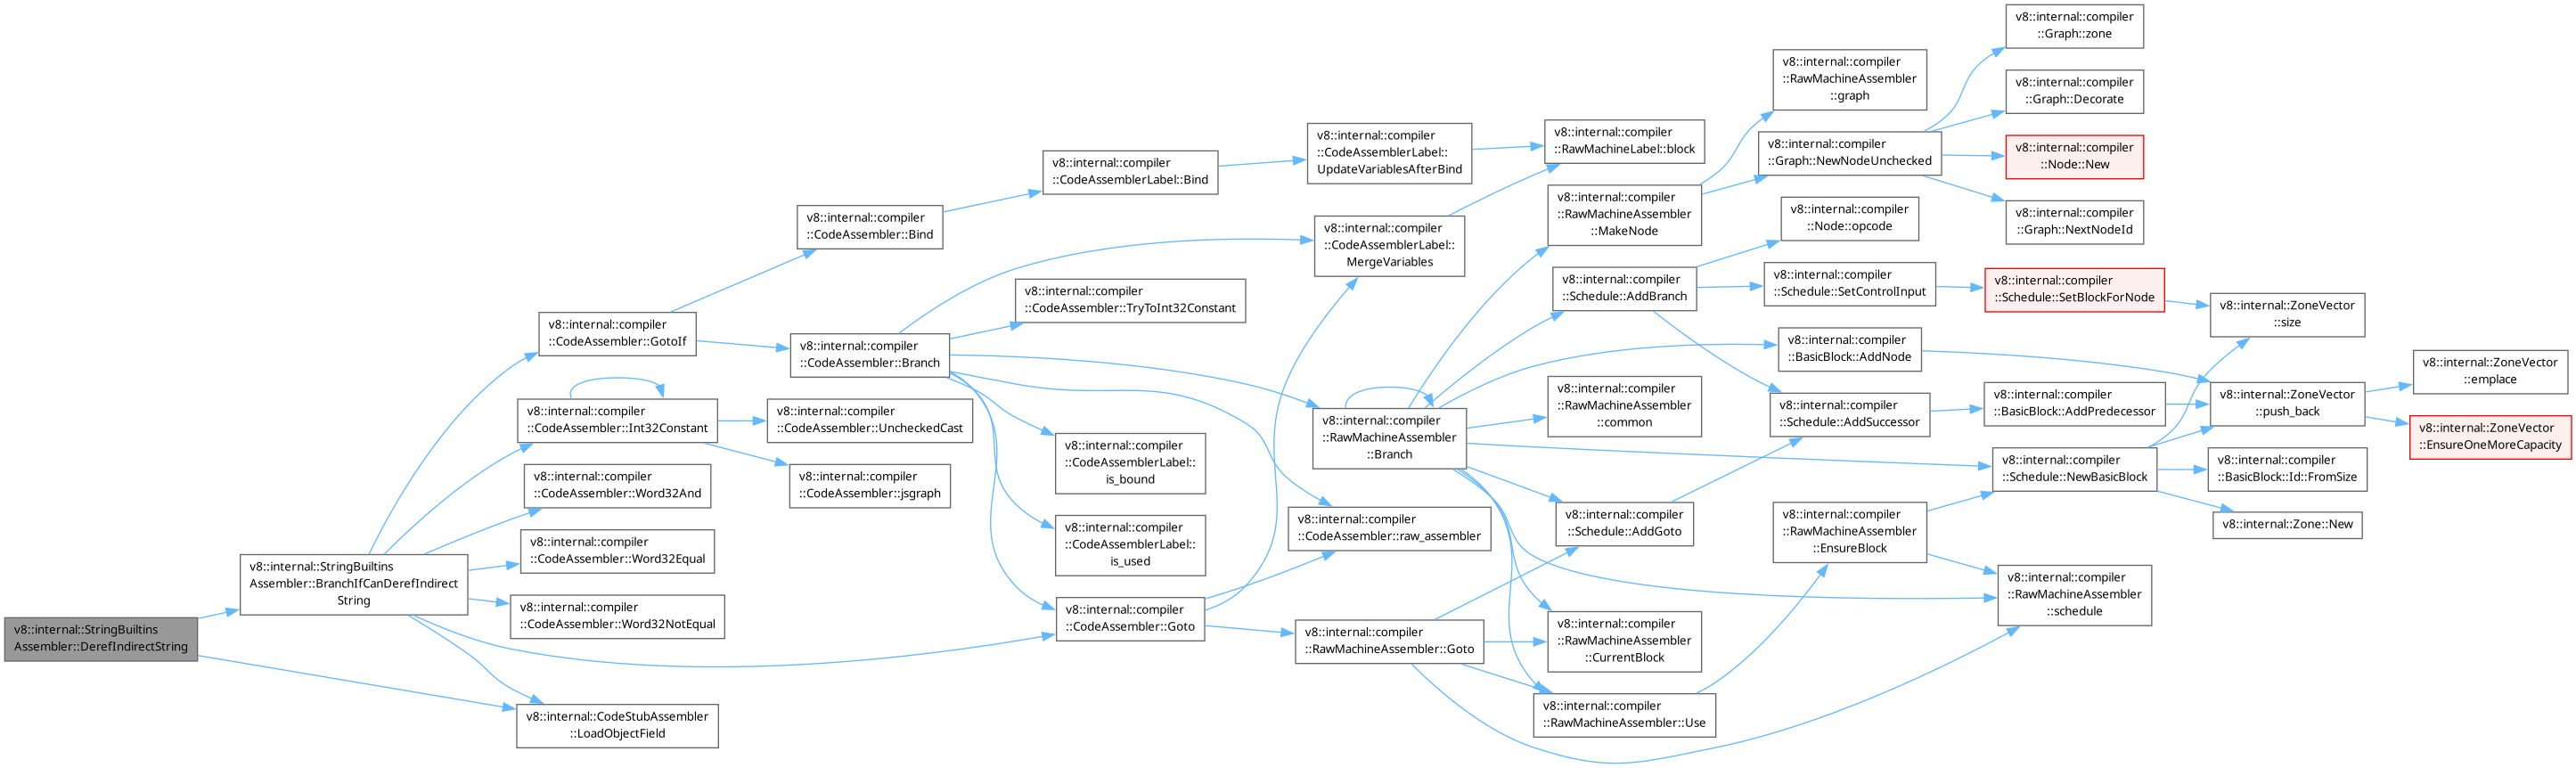 v8::internal::StringBuiltins
Assembler::DerefIndirectString
v8::internal::StringBuiltins
Assembler::BranchIfCanDerefIndirect
String
v8::internal::compiler
::CodeAssembler::GotoIf
v8::internal::compiler
::CodeAssembler::Int32Constant
v8::internal::compiler
::CodeAssembler::Word32And
v8::internal::compiler
::CodeAssembler::Word32Equal
v8::internal::compiler
::CodeAssembler::Word32NotEqual
v8::internal::CodeStubAssembler
::LoadObjectField
v8::internal::compiler
::CodeAssembler::Bind
v8::internal::compiler
::CodeAssembler::Branch
v8::internal::compiler
::CodeAssembler::UncheckedCast
v8::internal::compiler
::CodeAssembler::jsgraph
v8::internal::compiler
::CodeAssemblerLabel::Bind
v8::internal::compiler
::CodeAssembler::TryToInt32Constant
v8::internal::compiler
::CodeAssemblerLabel::
is_bound
v8::internal::compiler
::CodeAssemblerLabel::
is_used
v8::internal::compiler
::CodeAssembler::Goto
v8::internal::compiler
::CodeAssemblerLabel::
UpdateVariablesAfterBind
v8::internal::compiler
::CodeAssemblerLabel::
MergeVariables
v8::internal::compiler
::RawMachineAssembler
::Branch
v8::internal::compiler
::CodeAssembler::raw_assembler
v8::internal::compiler
::RawMachineAssembler::Goto
v8::internal::compiler
::RawMachineLabel::block
v8::internal::compiler
::RawMachineAssembler
::MakeNode
v8::internal::compiler
::Schedule::AddBranch
v8::internal::compiler
::RawMachineAssembler
::common
v8::internal::compiler
::Schedule::AddGoto
v8::internal::compiler
::RawMachineAssembler
::CurrentBlock
v8::internal::compiler
::RawMachineAssembler::Use
v8::internal::compiler
::RawMachineAssembler
::graph
v8::internal::compiler
::Graph::NewNodeUnchecked
v8::internal::compiler
::Node::opcode
v8::internal::compiler
::Schedule::SetControlInput
v8::internal::compiler
::BasicBlock::AddNode
v8::internal::compiler
::Schedule::AddSuccessor
v8::internal::compiler
::RawMachineAssembler
::EnsureBlock
v8::internal::compiler
::Graph::zone
v8::internal::compiler
::Graph::Decorate
v8::internal::compiler
::Node::New
v8::internal::compiler
::Graph::NextNodeId
v8::internal::compiler
::Schedule::SetBlockForNode
v8::internal::compiler
::BasicBlock::AddPredecessor
v8::internal::compiler
::Schedule::NewBasicBlock
v8::internal::compiler
::RawMachineAssembler
::schedule
v8::internal::ZoneVector
::size
v8::internal::ZoneVector
::push_back
v8::internal::compiler
::BasicBlock::Id::FromSize
v8::internal::Zone::New
v8::internal::ZoneVector
::emplace
v8::internal::ZoneVector
::EnsureOneMoreCapacity